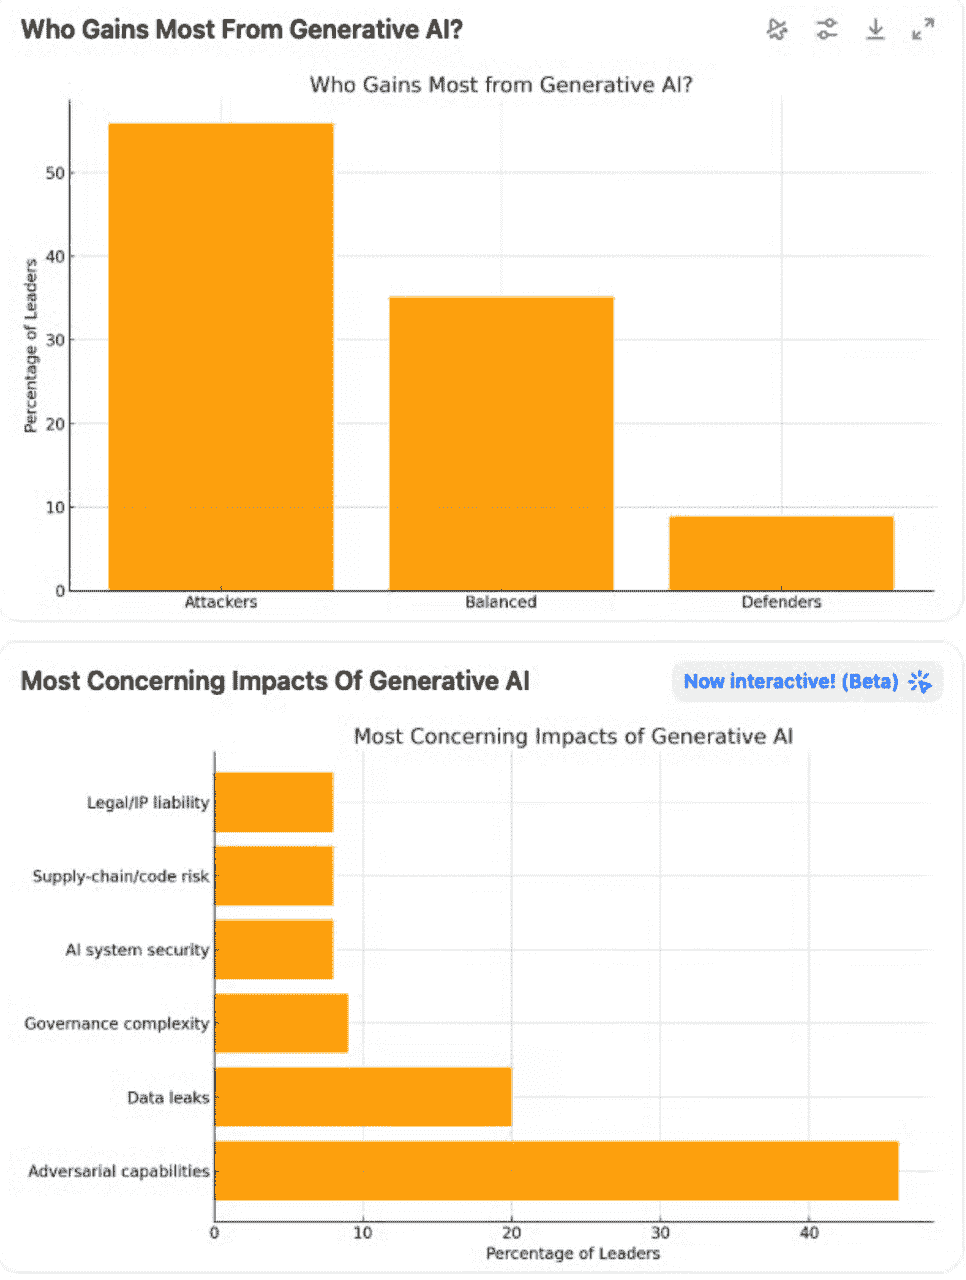 Who Gains Most From Generative AI?
Who Gains Most from Generative AI?
Percentage of Leaders
50
40
30
20
10
0
Attackers Balanced Defenders
Most Concerning Impacts Of Generative AI
Now interactive! (Beta)
Most Concerning Impacts of Generative AI
Legal/IP liability
Supply-chain/code risk
AI system security
Governance complexity
Data leaks
Adversarial capabilities
0 10 20 30 40
Percentage of Leaders